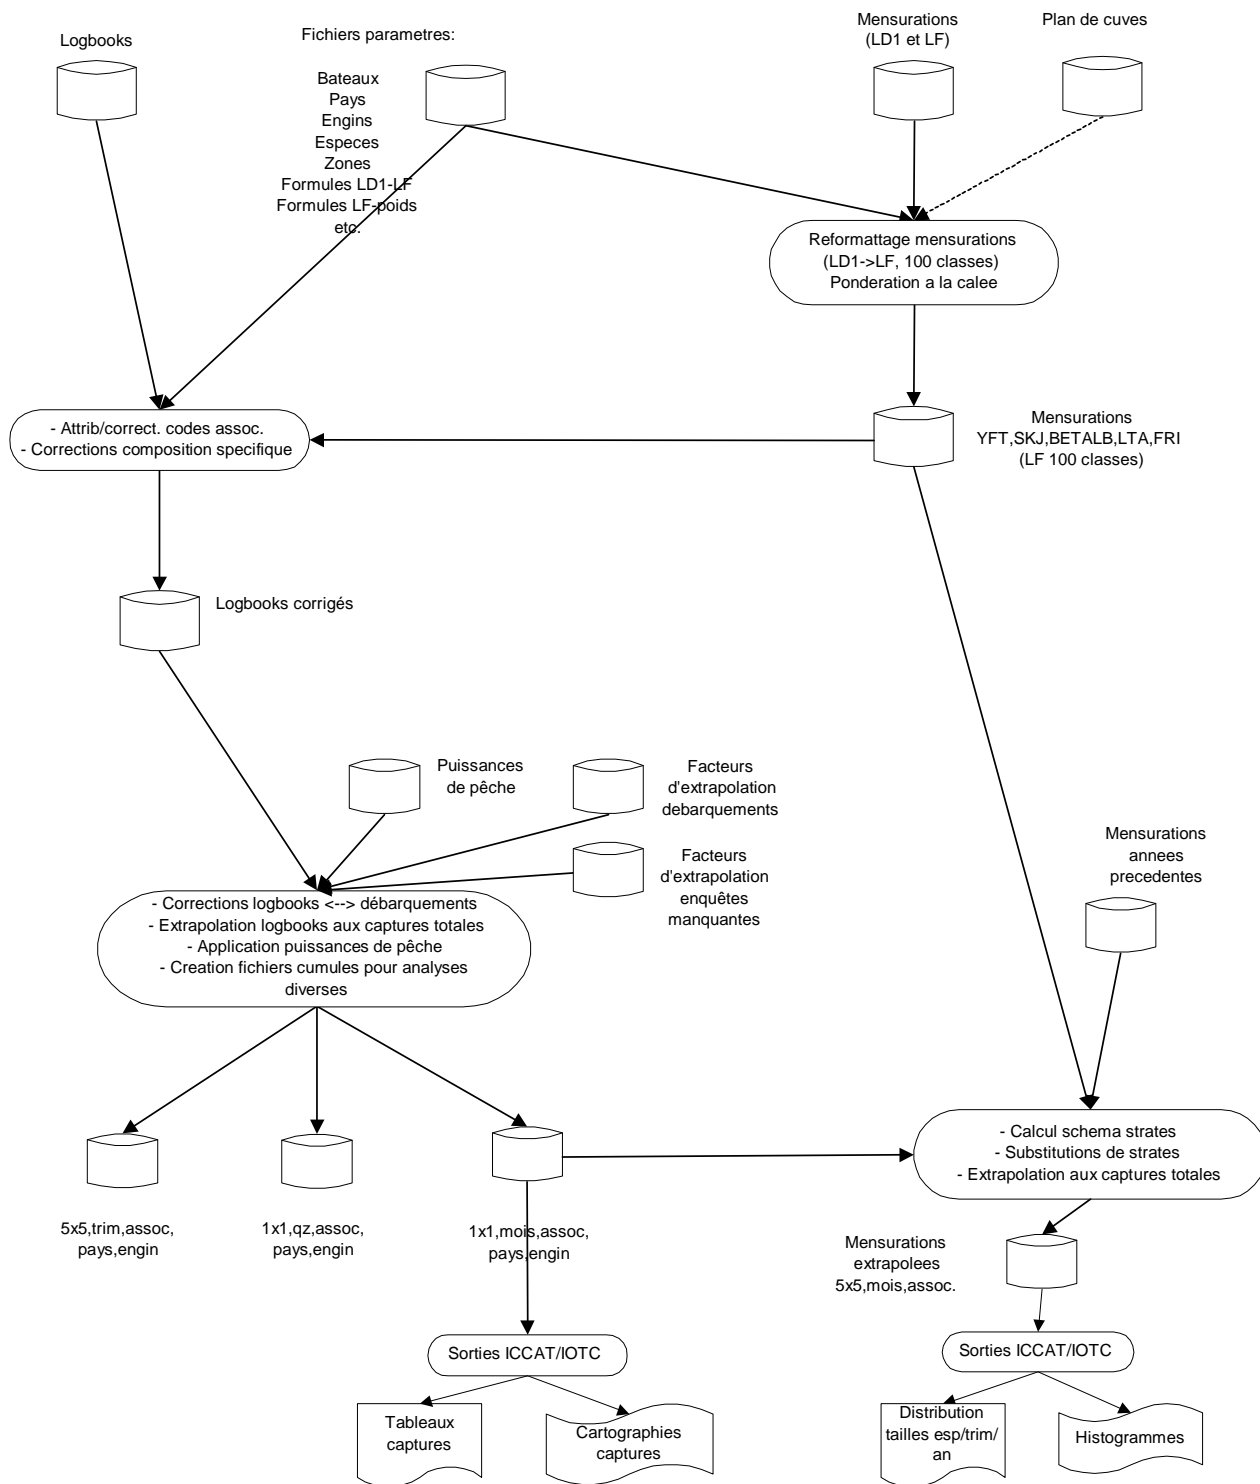 Logbooks
Fichiers parametres:
Bateaux
Pays
Engins
Especes
Zones
Formules LD1-LF
Formules LF-poids
etc.
Mensurations
(LD1 et LF)
Plan de cuves
Reformattage mensurations
(LD1->LF, 100 classes)
Ponderation a la calee
- Attrib/correct. codes assoc.
- Corrections composition specifique
Mensurations
YFT,SKJ,BETALB,LTA,FRI
(LF 100 classes)
Logbooks corrigés
Puissances
de pêche
Facteurs
d'extrapolation
debarquements
Facteurs
d'extrapolation
enquêtes
manquantes
Mensurations
annees
precedentes
- Corrections logbooks <--> débarquements
- Extrapolation logbooks aux captures totales
- Application puissances de pêche
- Creation fichiers cumules pour analyses
diverses
- Calcul schema strates
- Substitutions de strates
- Extrapolation aux captures totales
5x5,trim,assoc,
pays,engin
1x1,qz,assoc,
pays,engin
1x1,mois,assoc,
pays,engin
Mensurations
extrapolees
5x5,mois,assoc.
Sorties ICCAT/IOTC
Sorties ICCAT/IOTC
Tableaux
captures
Cartographies
captures
Distribution
tailles esp/trim/
an
Histogrammes